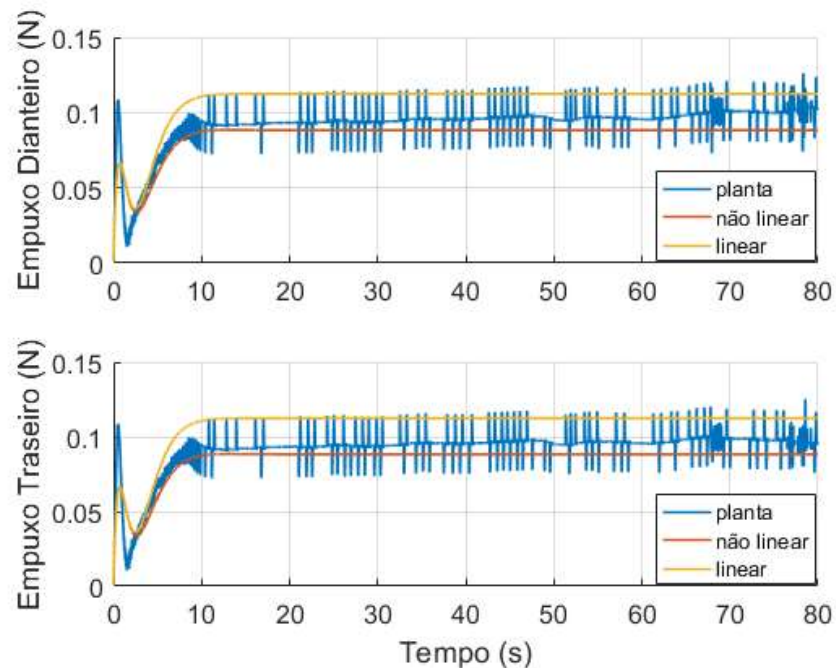 Empuxo Dianteiro (N)
0.15
0.1
0.05
0
0 10 20 30 40 50 60 70 80
planta
não linear
linear
Empuxo Traseiro (N)
0.15
0.1
0.05
0
0 10 20 30 40 50 60 70 80
planta
não linear
linear
Tempo (s)